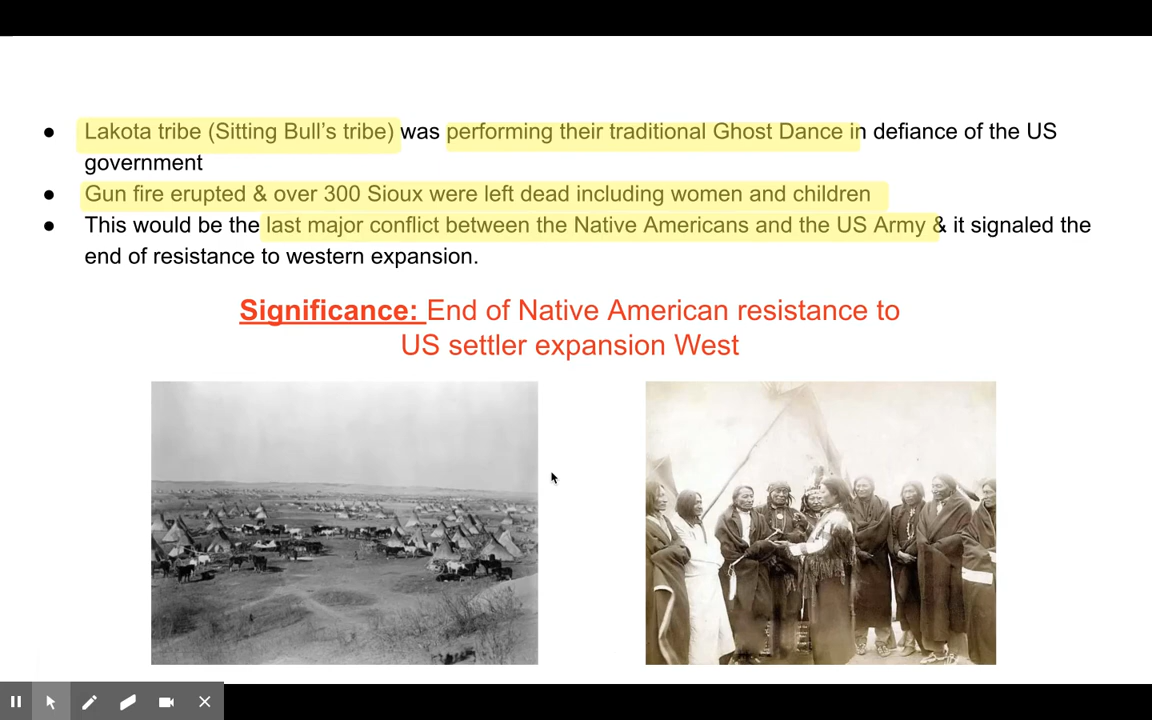 ● Lakota tribe (Sitting Bull's tribe) was performing their traditional Ghost Dance in defiance of the US
government
● Gun fire erupted & over 300 Sioux were left dead including women and children
● This would be the last major conflict between the Native Americans and the US Army & it signaled the
end of resistance to western expansion.
Significance: End of Native American resistance to
US settler expansion West